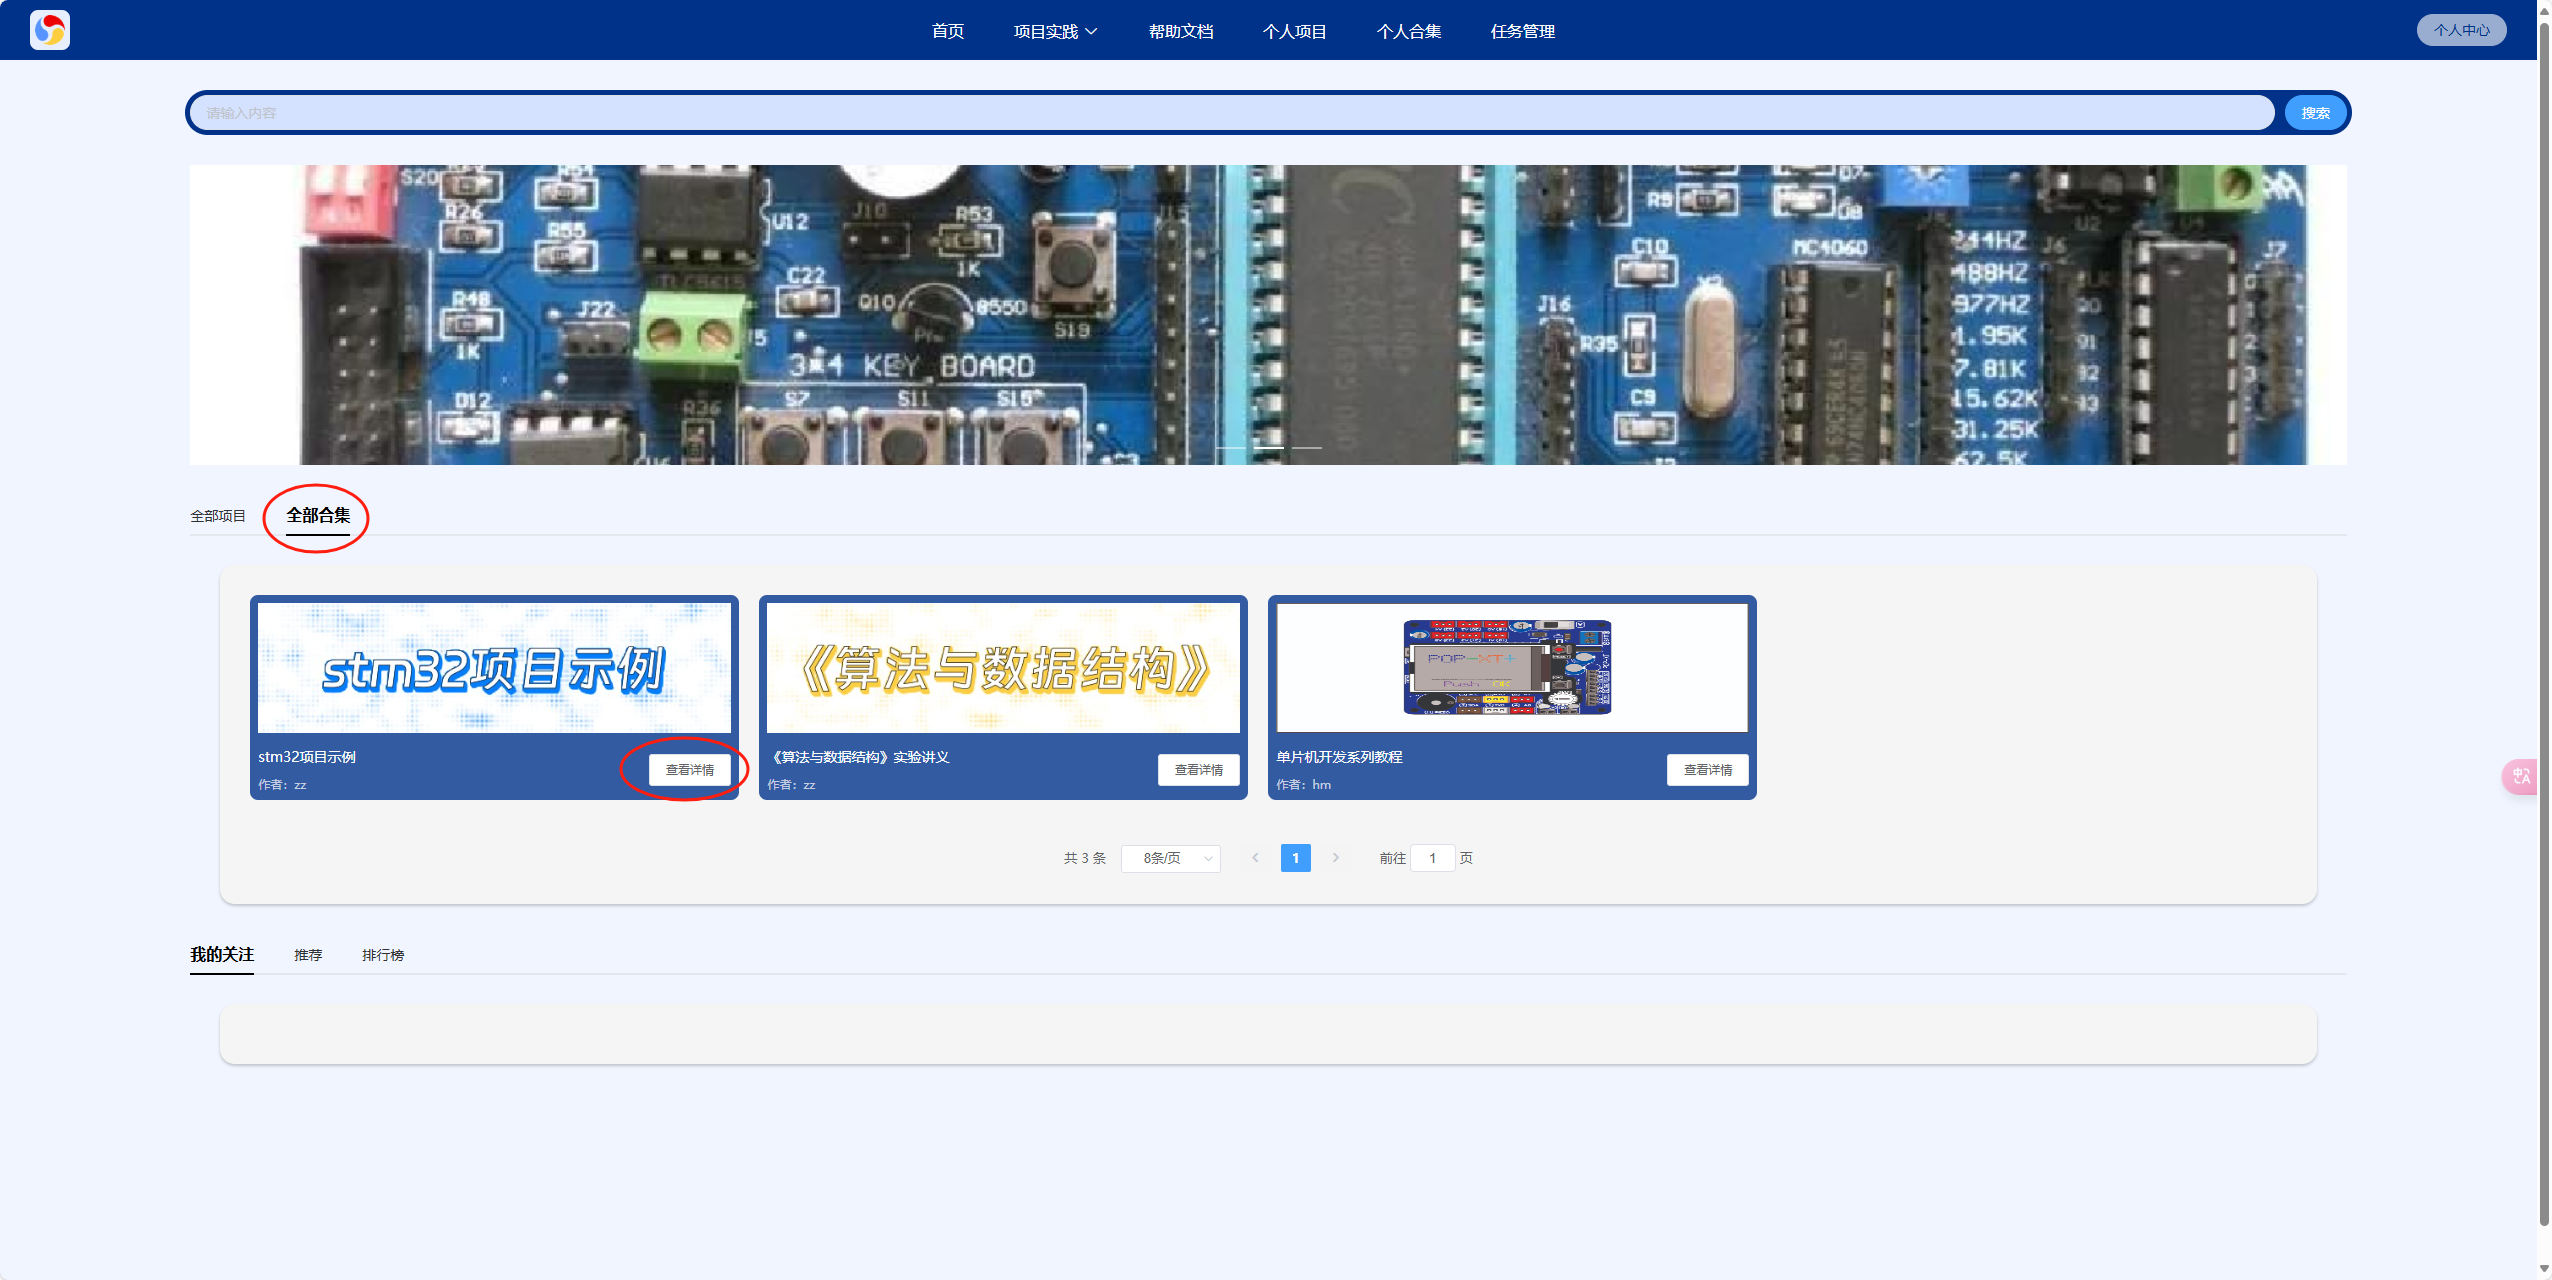 首页 项目实践 帮助文档 个人项目 个人合集 任务管理 个人中心
请输入内容 搜索
S20
R26
R55
U12
J10
R53
1K
C22
Q10
8550
S19
R48
1K
J22
3*4 KEY BOARD
D12
R36
S7 S11 S15
R9
C10
MC4060
J16
R35
C9
244HZ
488HZ
977HZ
1.95K
7.81K
15.62K
31.25K
62.5K
J6
U2
J7
全部项目 全部合集
stm32项目示例
stm32项目示例
作者：zz
查看详情
《算法与数据结构》
《算法与数据结构》实验讲义
作者：zz
查看详情
POP-XT+
Push OK
单片机开发系列教程
作者：hm
查看详情
共 3 条 8条/页 1 前往 1 页
我的关注 推荐 排行榜